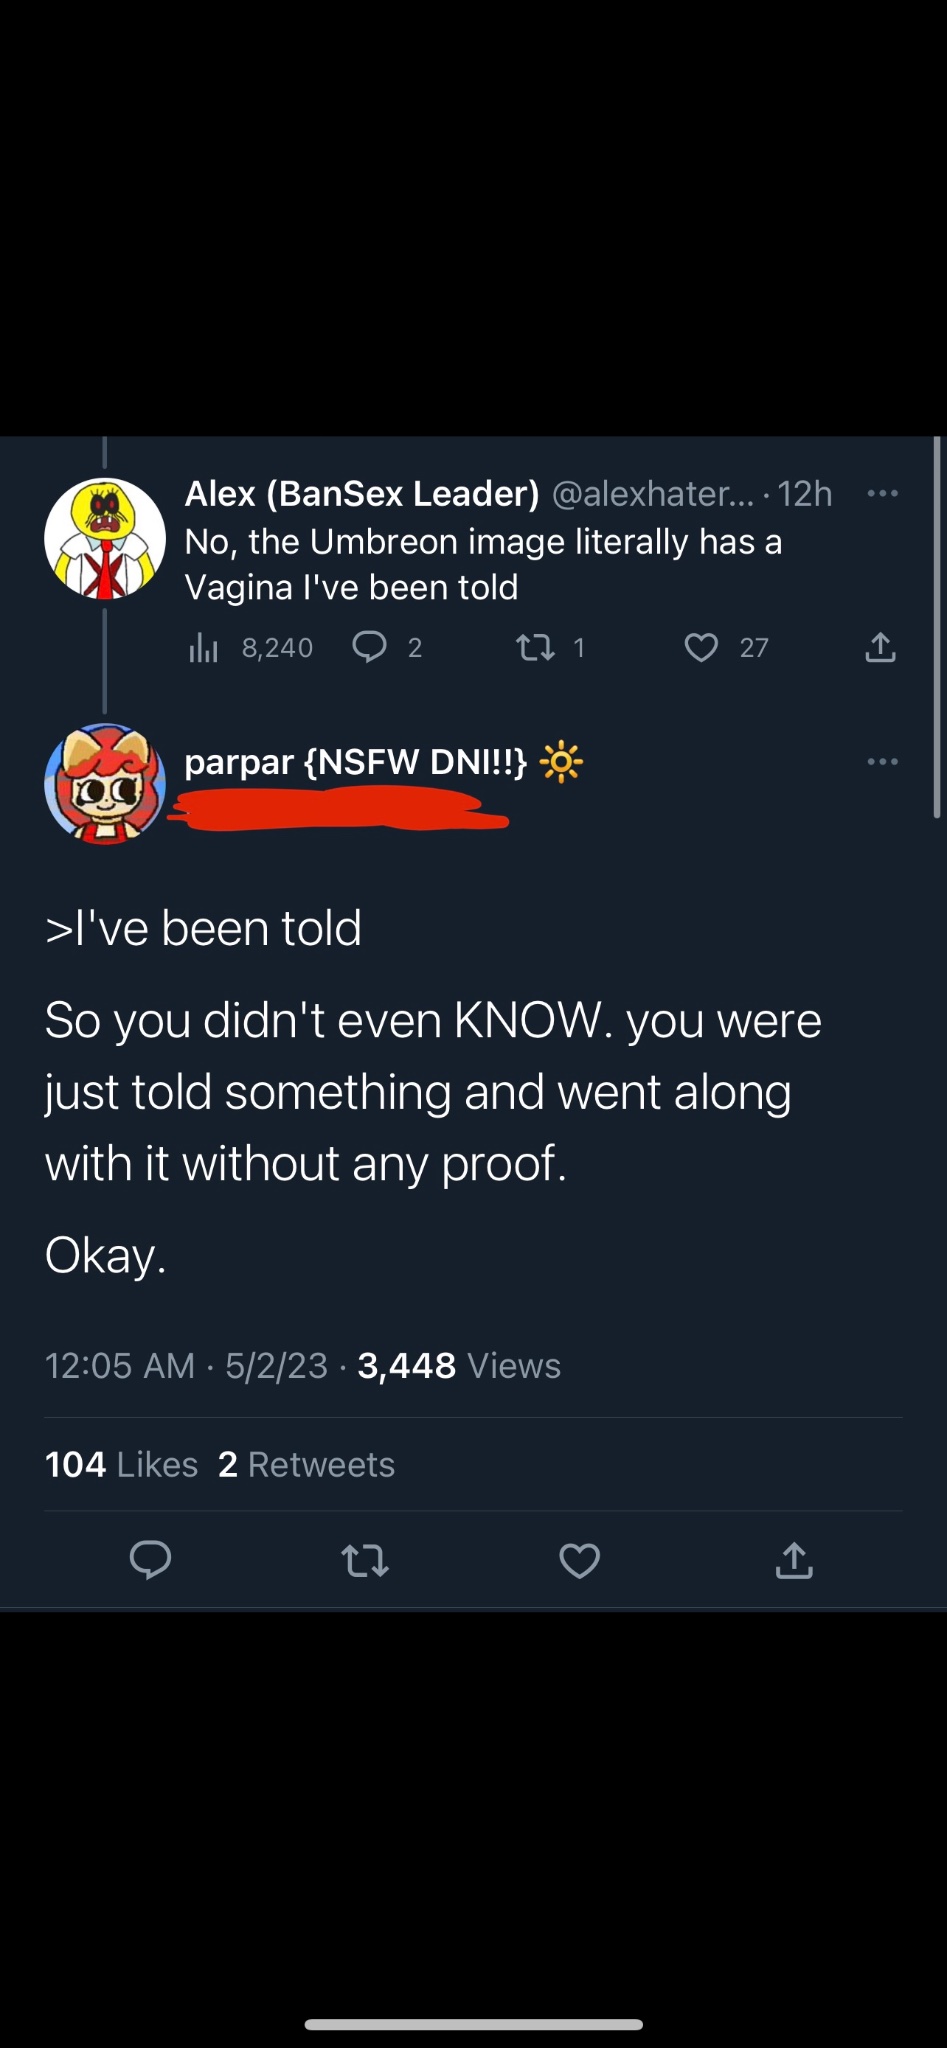 Alex (BanSex Leader) @alexhater... · 12h
No, the Umbreon image literally has a
Vagina I've been told
8,240 2 1 27
parpar {NSFW DNI!!} 🔆
>I've been told
So you didn't even KNOW. you were
just told something and went along
with it without any proof.
Okay.
12:05 AM · 5/2/23 · 3,448 Views
104 Likes 2 Retweets